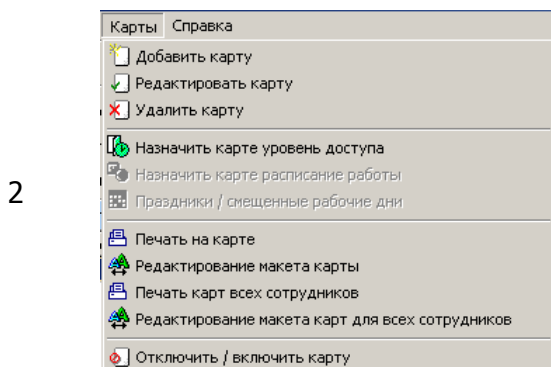 Карты Справка
Добавить карту
Редактировать карту
Удалить карту
Назначить карте уровень доступа
Назначить карте расписание работы
2
Праздники / смещенные рабочие дни
Печать на карте
Редактирование макета карты
Печать карт всех сотрудников
Редактирование макета карт для всех сотрудников
Отключить / включить карту